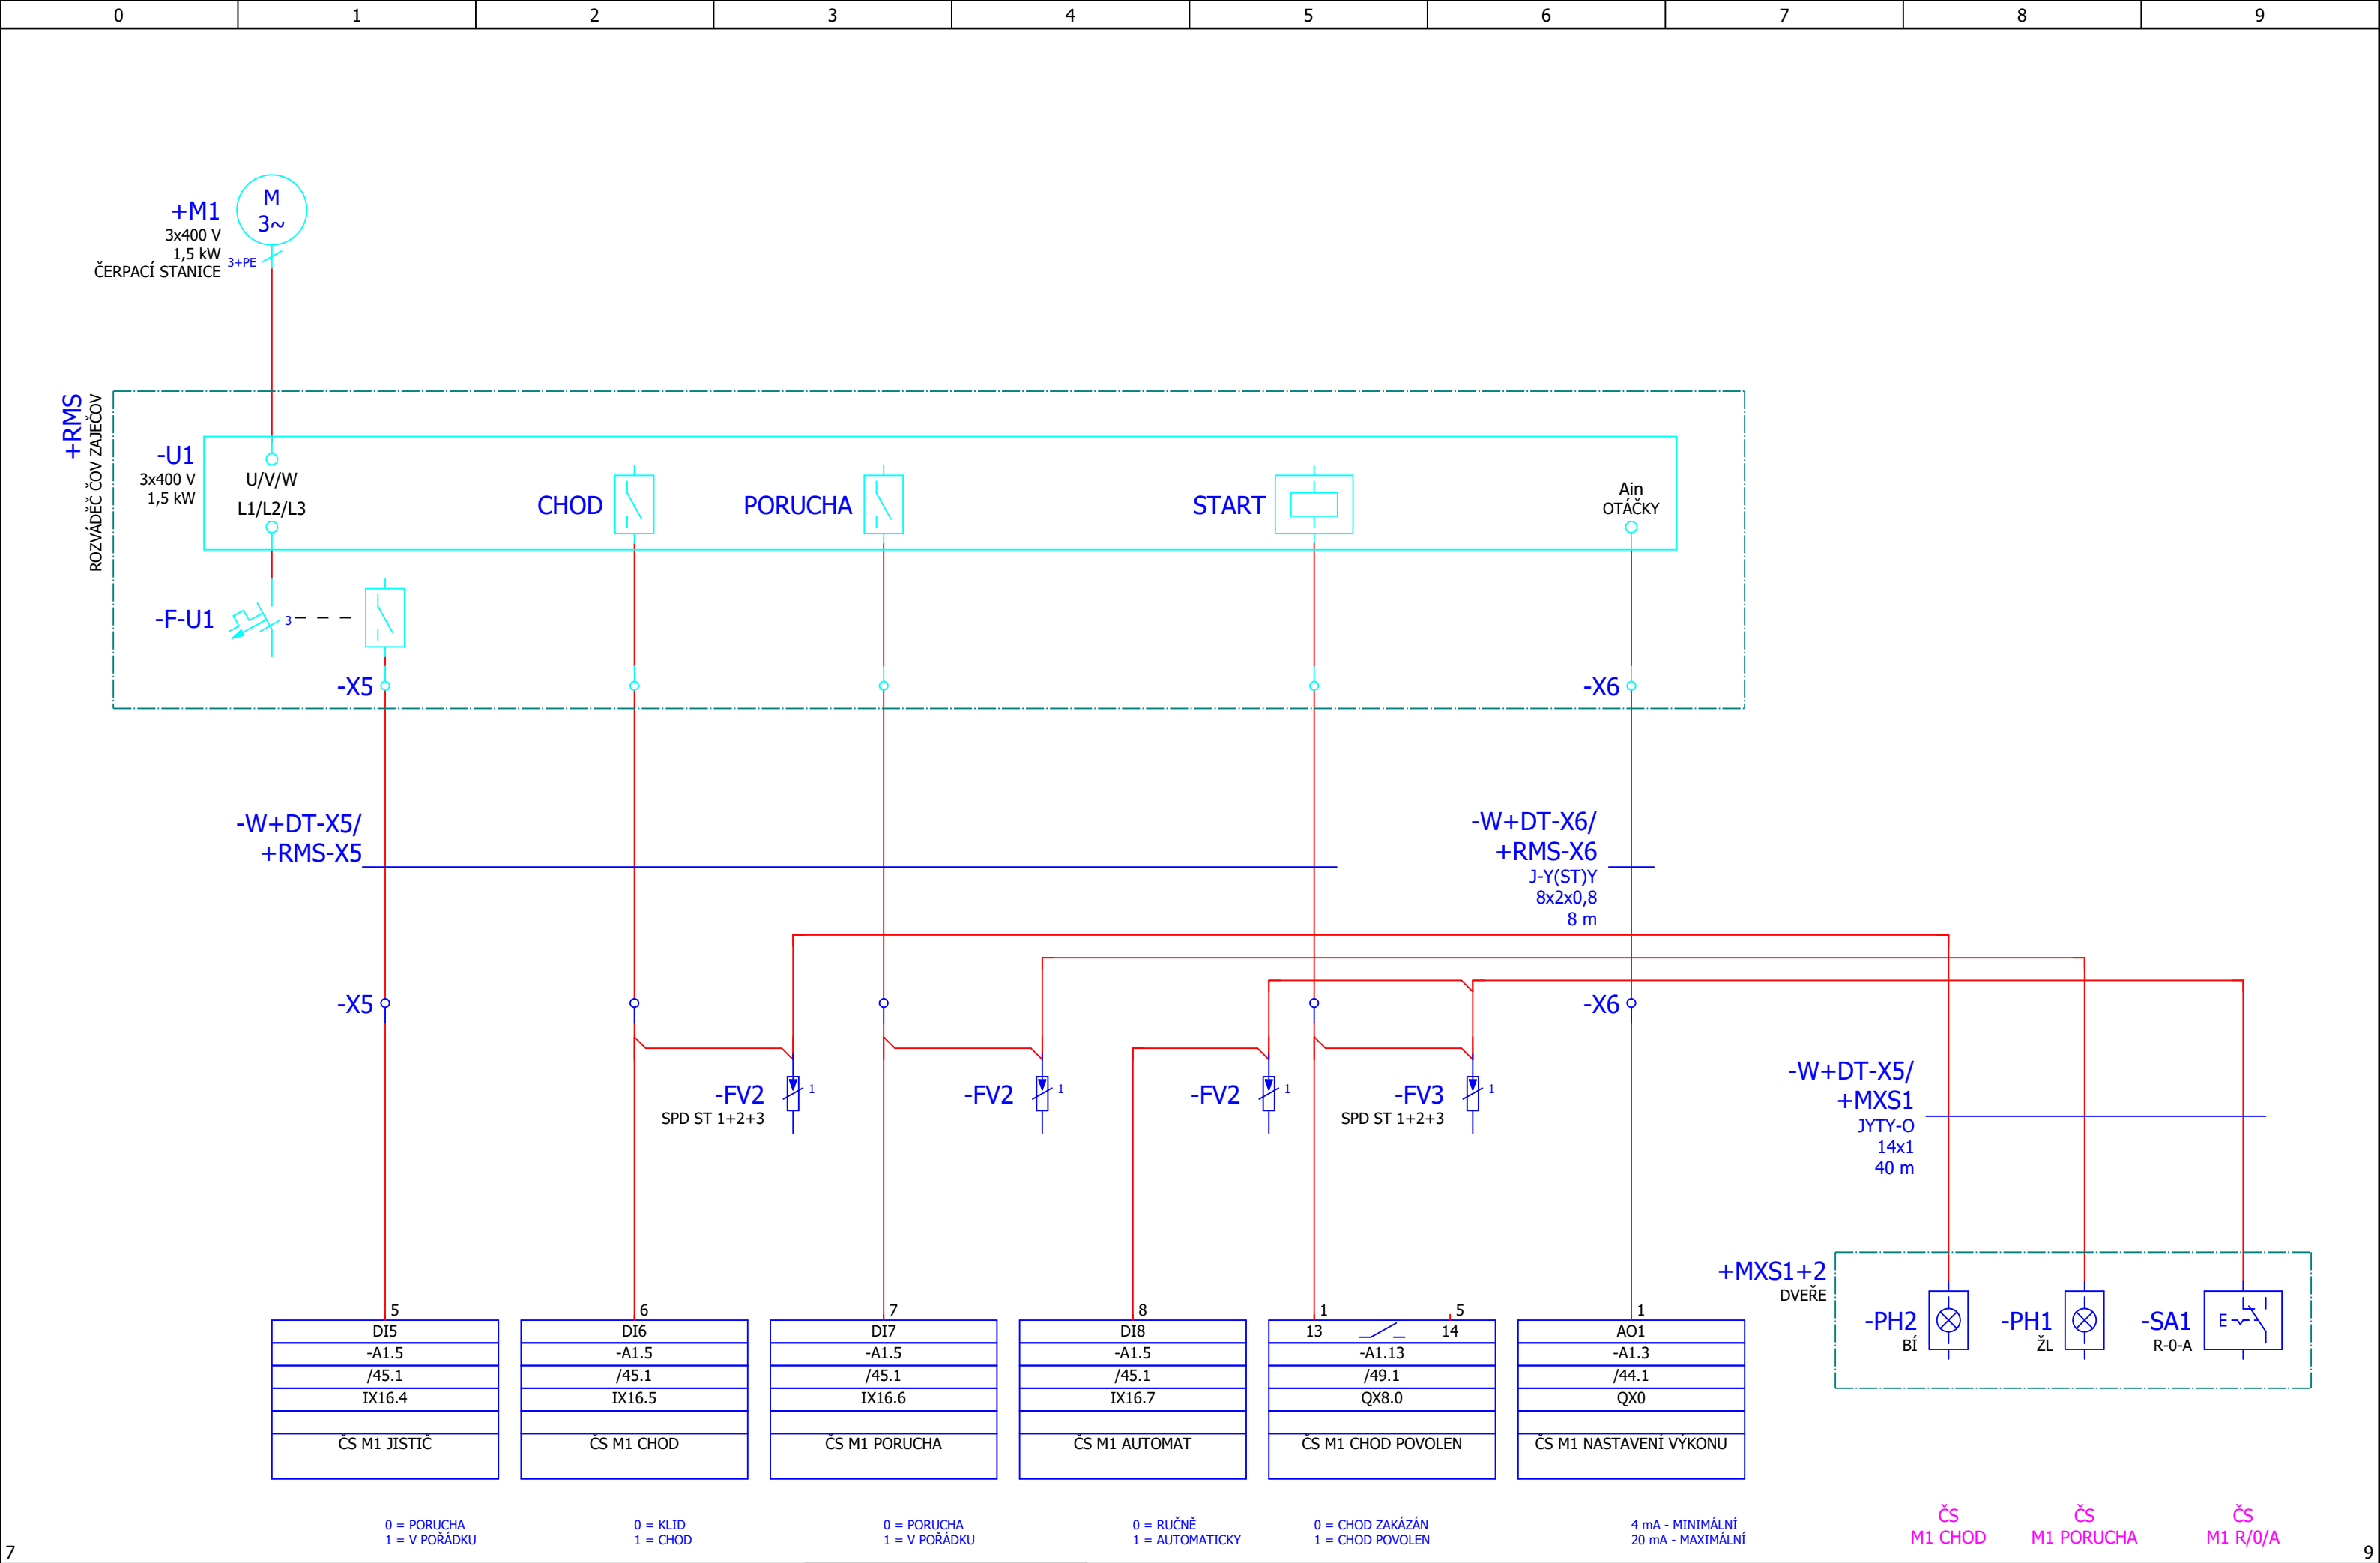 0 1 2 3 4 5 6 7 8 9
M
3~
+M1
3x400 V
1,5 kW
ČERPACÍ STANICE
3+PE
+RMS
ROZVÁDĚČ ČOV ZAJEČOV
-U1
3x400 V
1,5 kW
U/V/W
L1/L2/L3
CHOD
PORUCHA
START
Ain
OTÁČKY
-F-U1
3
-X5
-X6
-W+DT-X5/
+RMS-X5
-W+DT-X6/
+RMS-X6
J-Y(ST)Y
8x2x0,8
8 m
-X5
-X6
-FV2
SPD ST 1+2+3
1
-FV2
1
-FV2
1
-FV3
SPD ST 1+2+3
1
-W+DT-X5/
+MXS1
JYTY-O
14x1
40 m
+MXS1+2
DVEŘE
-PH2
BÍ
-PH1
ŽL
-SA1
R-0-A
E
5
DI5
-A1.5
/45.1
IX16.4
ČS M1 JISTIČ
0 = PORUCHA
1 = V POŘÁDKU
6
DI6
-A1.5
/45.1
IX16.5
ČS M1 CHOD
0 = KLID
1 = CHOD
7
DI7
-A1.5
/45.1
IX16.6
ČS M1 PORUCHA
0 = PORUCHA
1 = V POŘÁDKU
8
DI8
-A1.5
/45.1
IX16.7
ČS M1 AUTOMAT
0 = RUČNĚ
1 = AUTOMATICKY
1 5
13 14
-A1.13
/49.1
QX8.0
ČS M1 CHOD POVOLEN
0 = CHOD ZAKÁZÁN
1 = CHOD POVOLEN
1
AO1
-A1.3
/44.1
QX0
ČS M1 NASTAVENÍ VÝKONU
4 mA - MINIMÁLNÍ
20 mA - MAXIMÁLNÍ
ČS
M1 CHOD
ČS
M1 PORUCHA
ČS
M1 R/0/A
7
9